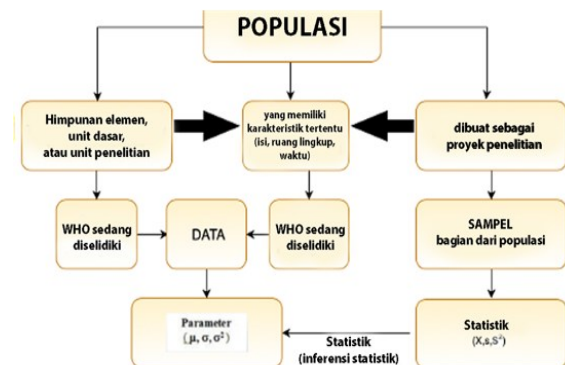 POPULASI
Himpunan elemen,
unit dasar,
atau unit penelitian
yang memiliki
karakteristik tertentu
(isi, ruang lingkup,
waktu)
dibuat sebagai
proyek penelitian
WHO sedang
diselidiki
DATA
WHO sedang
diselidiki
SAMPEL
bagian dari populasi
Parameter
(μ, σ, σ²)
Statistik
(inferensi statistik)
Statistik
(X,s,S²)